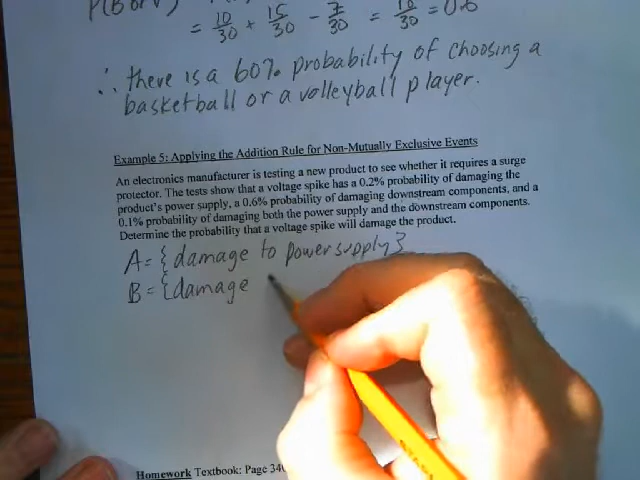 P(B or V)
= 10/30 + 15/30 - 7/30 = 18/30 = 0.6
∴ there is a 60% probability of choosing a
basketball or a volleyball player.
Example 5: Applying the Addition Rule for Non-Mutually Exclusive Events
An electronics manufacturer is testing a new product to see whether it requires a surge
protector. The tests show that a voltage spike has a 0.2% probability of damaging the
product's power supply, a 0.6% probability of damaging downstream components, and a
0.1% probability of damaging both the power supply and the downstream components.
Determine the probability that a voltage spike will damage the product.
A = { damage to power supply }
B = { damage
Homework Textbook: Page 340